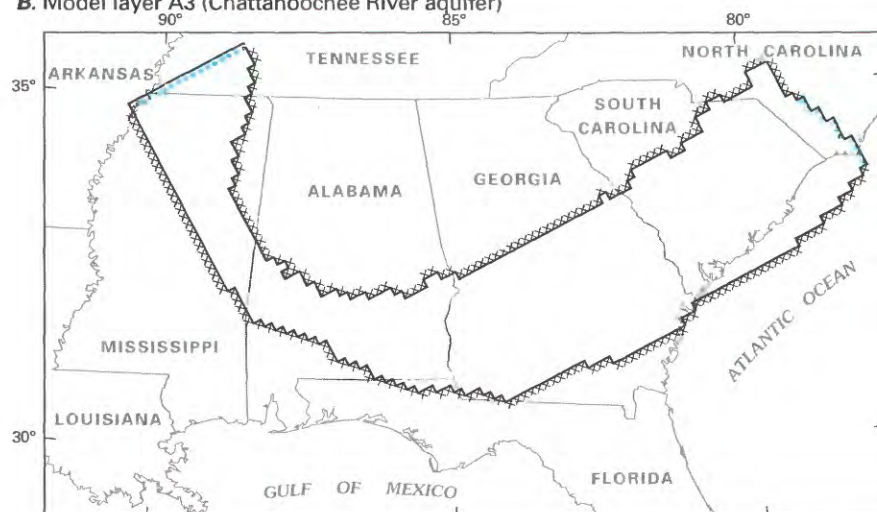 B. Model layer A3 (Chattahoochee River aquifer)
90° 85° 80°
35°
ARKANSAS
TENNESSEE
NORTH CAROLINA
SOUTH
CAROLINA
ALABAMA
GEORGIA
MISSISSIPPI
ATLANTIC OCEAN
LOUISIANA
30°
FLORIDA
GULF OF MEXICO